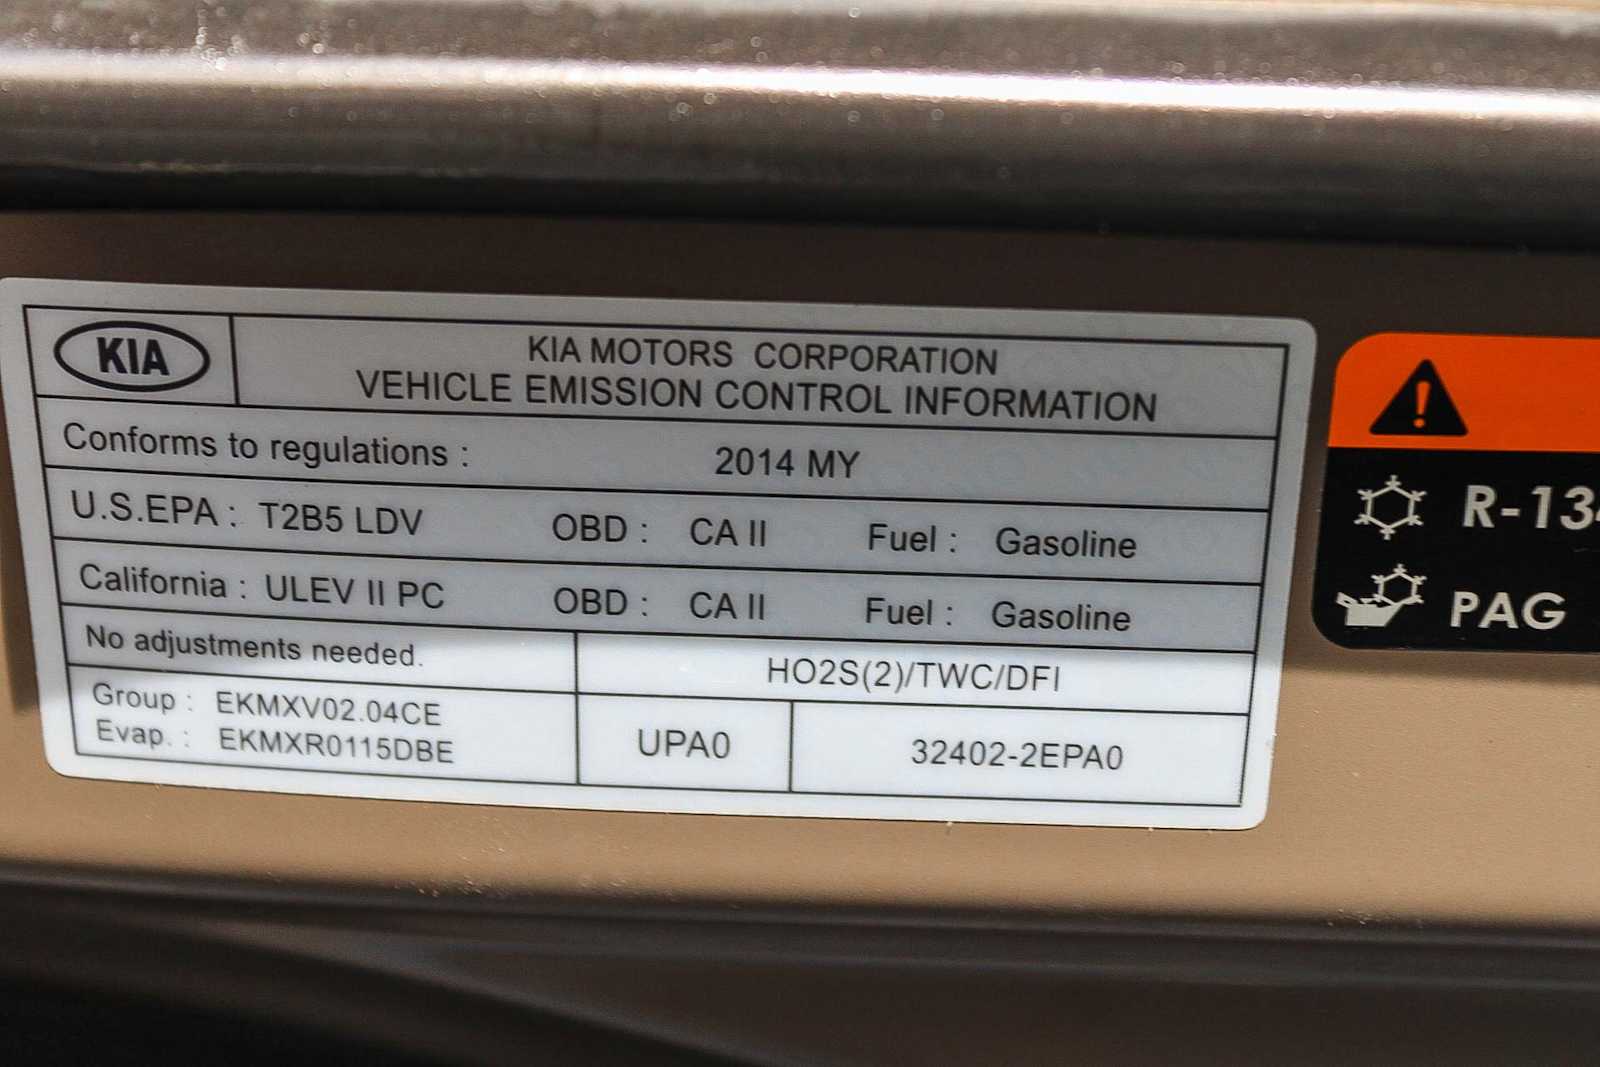 KIA
KIA MOTORS CORPORATION
VEHICLE EMISSION CONTROL INFORMATION
Conforms to regulations : 2014 MY
U.S.EPA : T2B5 LDV OBD : CA II Fuel : Gasoline
California : ULEV II PC OBD : CA II Fuel : Gasoline
No adjustments needed.
HO2S(2)/TWC/DFI
Group : EKMXV02.04CE
Evap. : EKMXR0115DBE
UPA0
32402-2EPA0
R-134
PAG